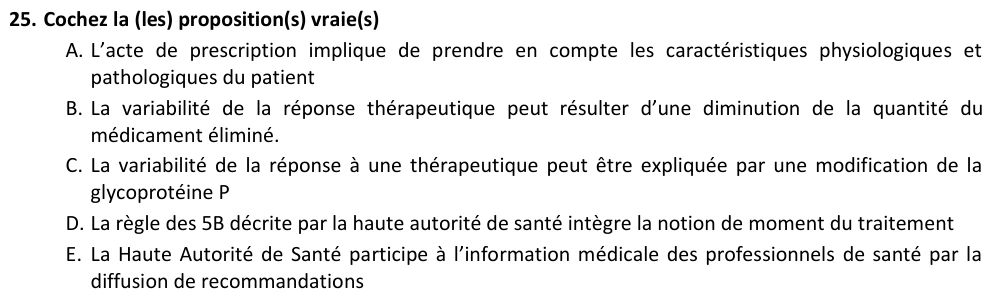 25. Cochez la (les) proposition(s) vraie(s)
A. L'acte de prescription implique de prendre en compte les caractéristiques physiologiques et
pathologiques du patient
B. La variabilité de la réponse thérapeutique peut résulter d'une diminution de la quantité du
médicament éliminé.
C. La variabilité de la réponse à une thérapeutique peut être expliquée par une modification de la
glycoprotéine P
D. La règle des 5B décrite par la haute autorité de santé intègre la notion de moment du traitement
E. La Haute Autorité de Santé participe à l'information médicale des professionnels de santé par la
diffusion de recommandations